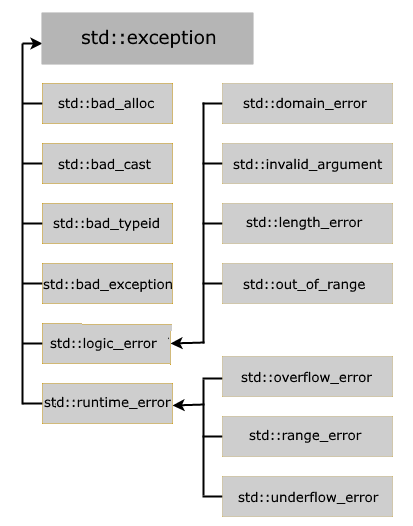 std::exception
std::bad_alloc
std::bad_cast
std::bad_typeid
std::bad_exception
std::logic_error
std::runtime_error
std::domain_error
std::invalid_argument
std::length_error
std::out_of_range
std::overflow_error
std::range_error
std::underflow_error